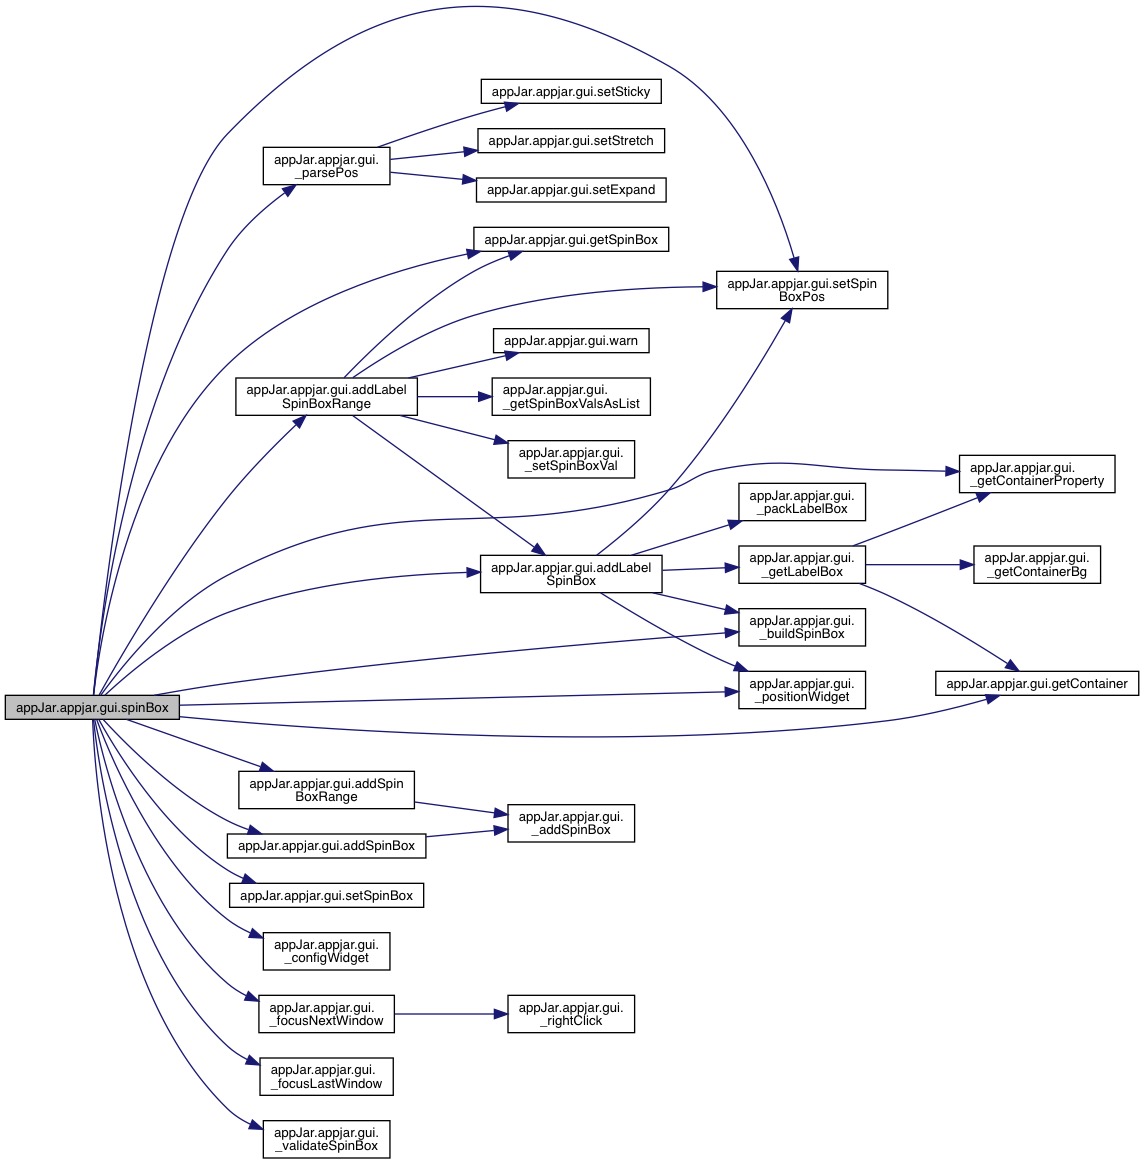 appJar.appjar.gui.setSticky
appJar.appjar.gui.setStretch
appJar.appjar.gui.
_parsePos
appJar.appjar.gui.setExpand
appJar.appjar.gui.getSpinBox
appJar.appjar.gui.setSpin
BoxPos
appJar.appjar.gui.warn
appJar.appjar.gui.addLabel
SpinBoxRange
appJar.appjar.gui.
_getSpinBoxValsAsList
appJar.appjar.gui.
_setSpinBoxVal
appJar.appjar.gui.
_getContainerProperty
appJar.appjar.gui.
_packLabelBox
appJar.appjar.gui.addLabel
SpinBox
appJar.appjar.gui.
_getLabelBox
appJar.appjar.gui.
_getContainerBg
appJar.appjar.gui.
_buildSpinBox
appJar.appjar.gui.
_positionWidget
appJar.appjar.gui.getContainer
appJar.appjar.gui.spinBox
appJar.appjar.gui.addSpin
BoxRange
appJar.appjar.gui.
_addSpinBox
appJar.appjar.gui.addSpinBox
appJar.appjar.gui.setSpinBox
appJar.appjar.gui.
_configWidget
appJar.appjar.gui.
_focusNextWindow
appJar.appjar.gui.
_rightClick
appJar.appjar.gui.
_focusLastWindow
appJar.appjar.gui.
_validateSpinBox